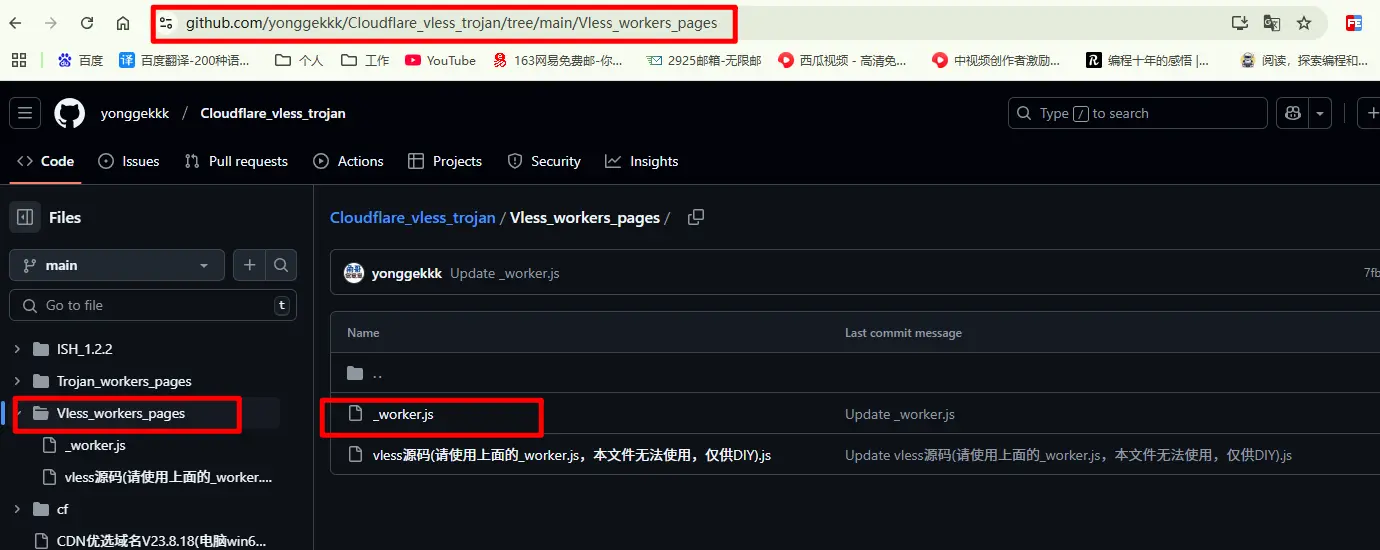 github.com/yonggekkk/Cloudflare_vless_trojan/tree/main/Vless_workers_pages
百度 译 百度翻译-200种语... 个人 工作 YouTube 163网易免费邮-你... 2925邮箱-无限邮 西瓜视频 - 高清免... 中视频创作者激励... R 编程十年的感悟 |... 阅读，探索编程和...
yonggekkk / Cloudflare_vless_trojan Type / to search
Code Issues Pull requests Actions Projects Security Insights
Files
Cloudflare_vless_trojan / Vless_workers_pages /
main
yonggekkk Update _worker.js 7fb
Go to file t
Name Last commit message
ISH_1.2.2
..
Trojan_workers_pages
Vless_workers_pages
_worker.js Update _worker.js
_worker.js
vless源码(请使用上面的_worker.js，本文件无法使用，仅供DIY).js Update vless源码(请使用上面的_worker.js，本文件无法使用，仅供DIY).js
vless源码(请使用上面的_worker....
cf
CDN优选域名V23.8.18(电脑win6...